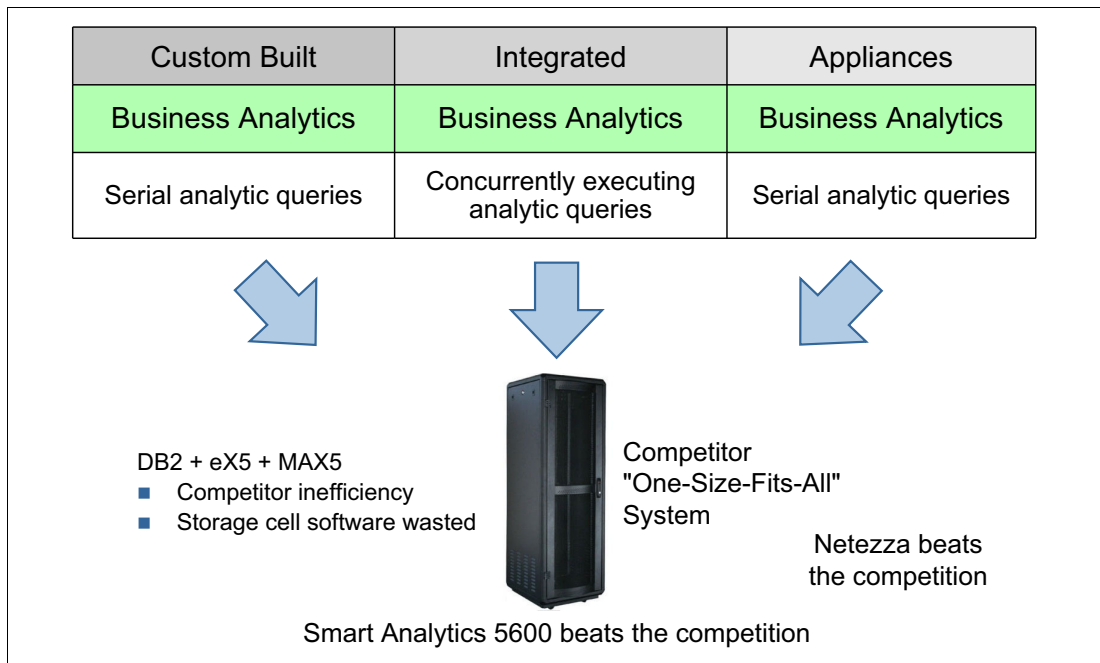 Custom Built
Integrated
Appliances
Business Analytics
Business Analytics
Business Analytics
Serial analytic queries
Concurrently executing
analytic queries
Serial analytic queries
DB2 + eX5 + MAX5
Competitor inefficiency
Storage cell software wasted
Competitor
"One-Size-Fits-All"
System
Netezza beats
the competition
Smart Analytics 5600 beats the competition